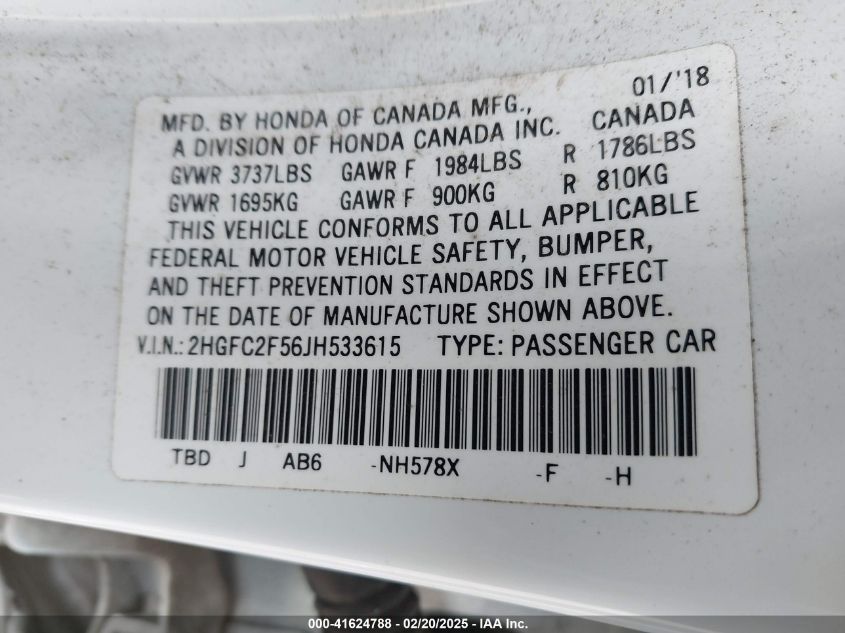 01/'18
MFD. BY HONDA OF CANADA MFG.,
A DIVISION OF HONDA CANADA INC. CANADA
GVWR 3737LBS GAWR F 1984LBS R 1786LBS
GVWR 1695KG GAWR F 900KG R 810KG
THIS VEHICLE CONFORMS TO ALL APPLICABLE
FEDERAL MOTOR VEHICLE SAFETY, BUMPER,
AND THEFT PREVENTION STANDARDS IN EFFECT
ON THE DATE OF MANUFACTURE SHOWN ABOVE.
V.I.N.: 2HGFC2F56JH533615 TYPE: PASSENGER CAR
TBD J AB6 -NH578X -F -H
000-41624788 - 02/20/2025 - IAA Inc.